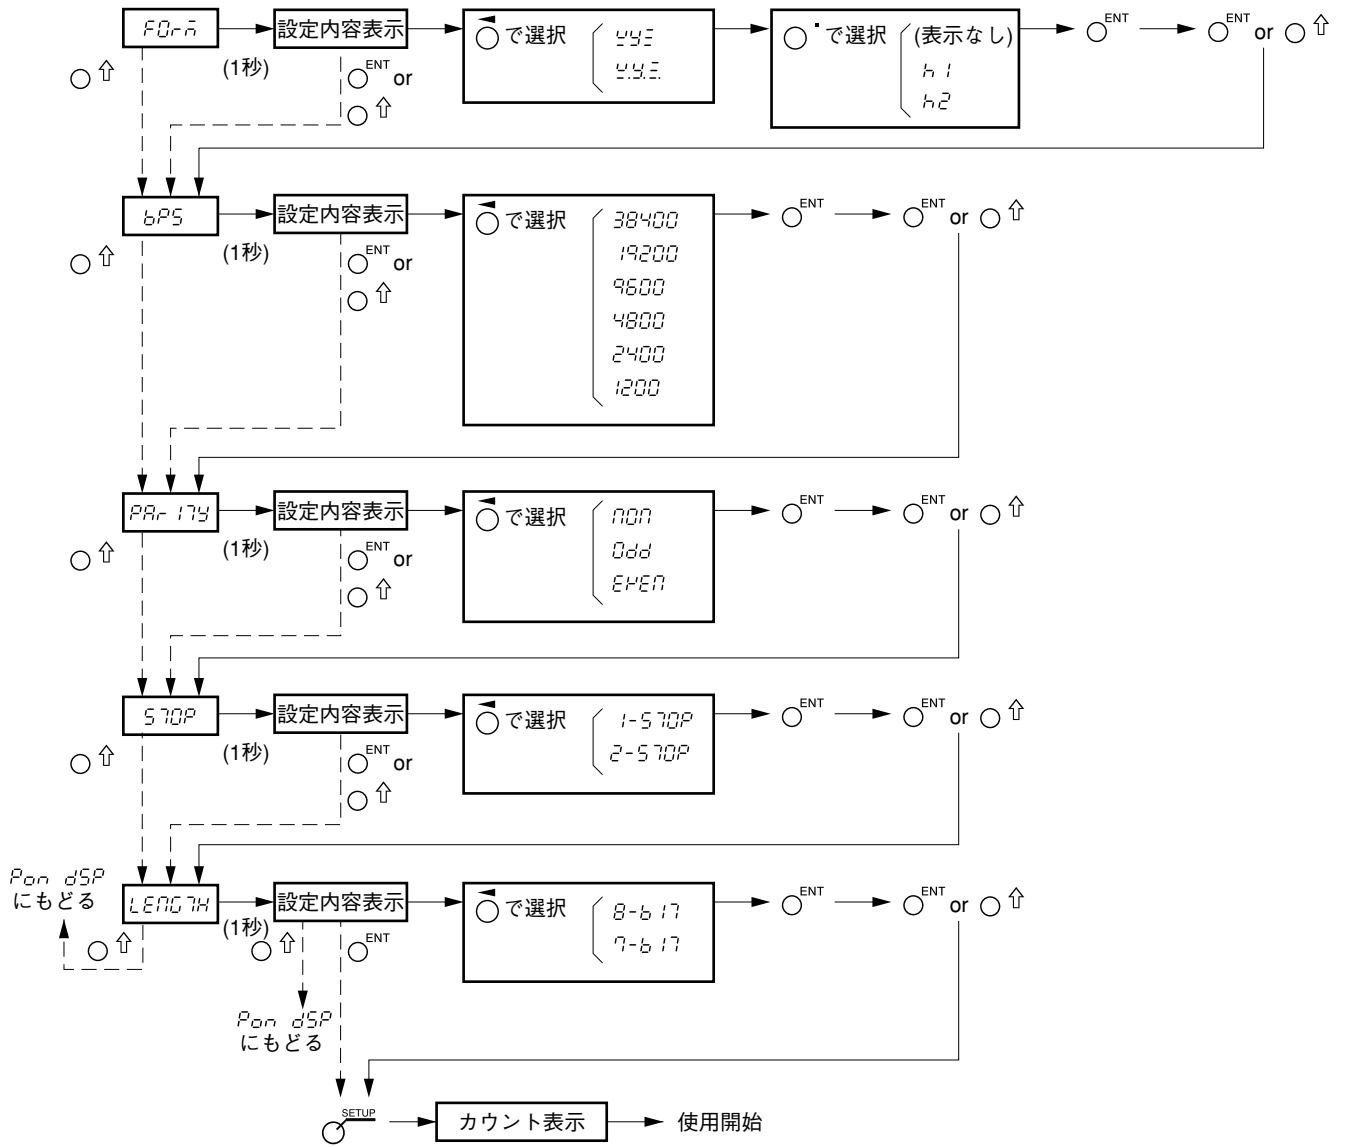 FOrm
設定内容表示
で選択
で選択
(表示なし)
h1
h2
ENT
ENT
or
(1秒)
ENT
or
bPS
設定内容表示
で選択
38400
19200
9600
4800
2400
1200
ENT
ENT
or
(1秒)
ENT
or
PArITy
設定内容表示
で選択
nOn
Odd
EVEn
ENT
ENT
or
(1秒)
ENT
or
STOP
設定内容表示
で選択
1-STOP
2-STOP
ENT
ENT
or
(1秒)
ENT
or
Pon dSP
にもどる
LEnGTH
設定内容表示
で選択
8-bIT
7-bIT
ENT
ENT
or
(1秒)
ENT
Pon dSP
にもどる
SETUP
カウント表示
使用開始